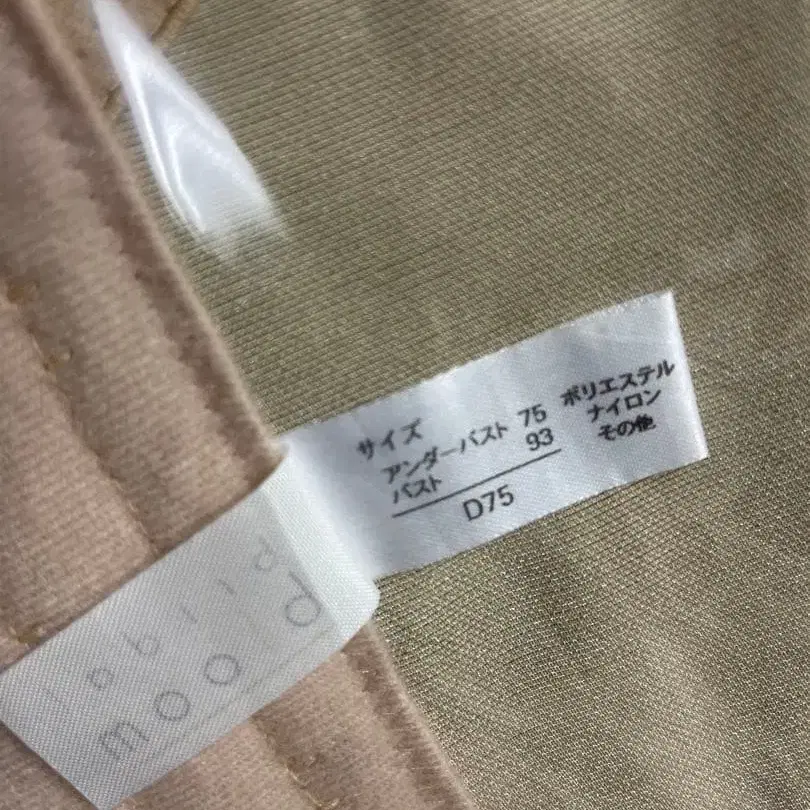 サイズ
アンダーバスト 75
バスト 93
D75
ポリエステル
ナイロン
その他
mood